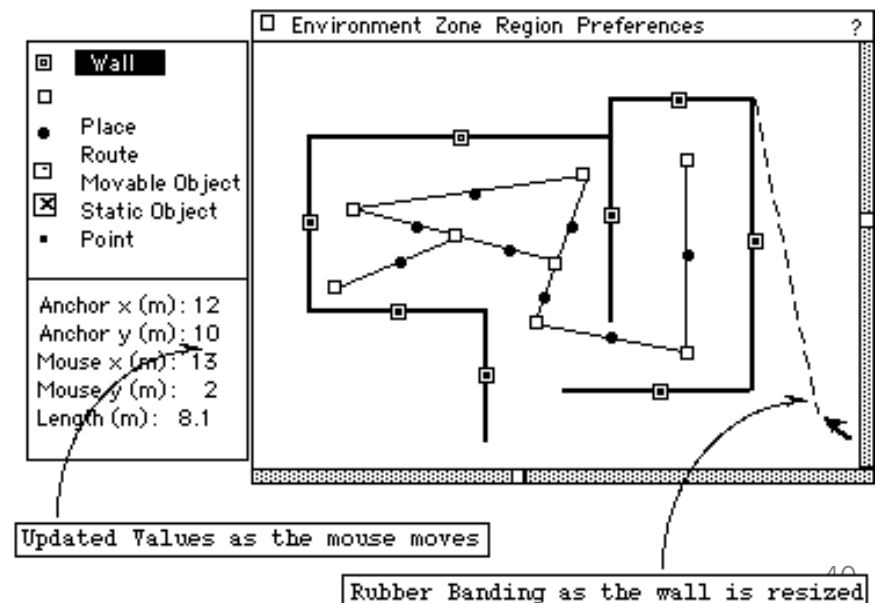 Environment Zone Region Preferences ?
Wall
Place
Route
Movable Object
Static Object
Point
Anchor x (m): 12
Anchor y (m): 10
Mouse x (m): 13
Mouse y (m): 2
Length (m): 8.1
Updated Values as the mouse moves
Rubber Banding as the wall is resized